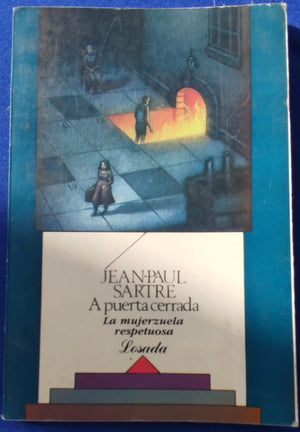 JEAN-PAUL
SARTRE
A puerta cerrada
La mujerzuela
respetuosa
Losada